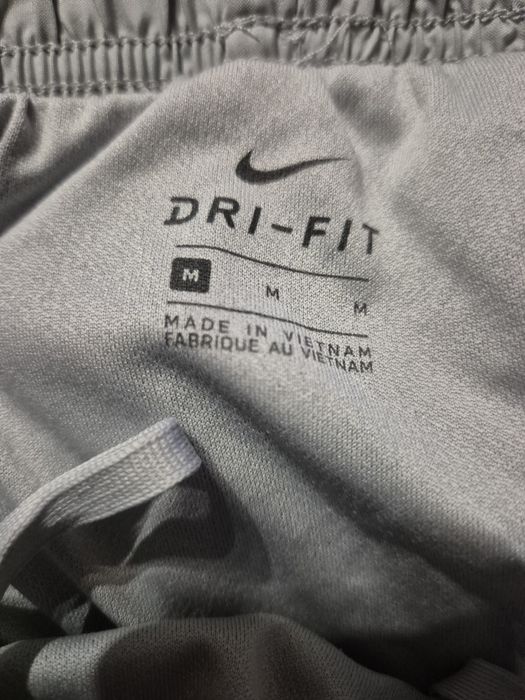 DRI-FIT
M M M
MADE IN VIETNAM
FABRIQUE AU VIETNAM